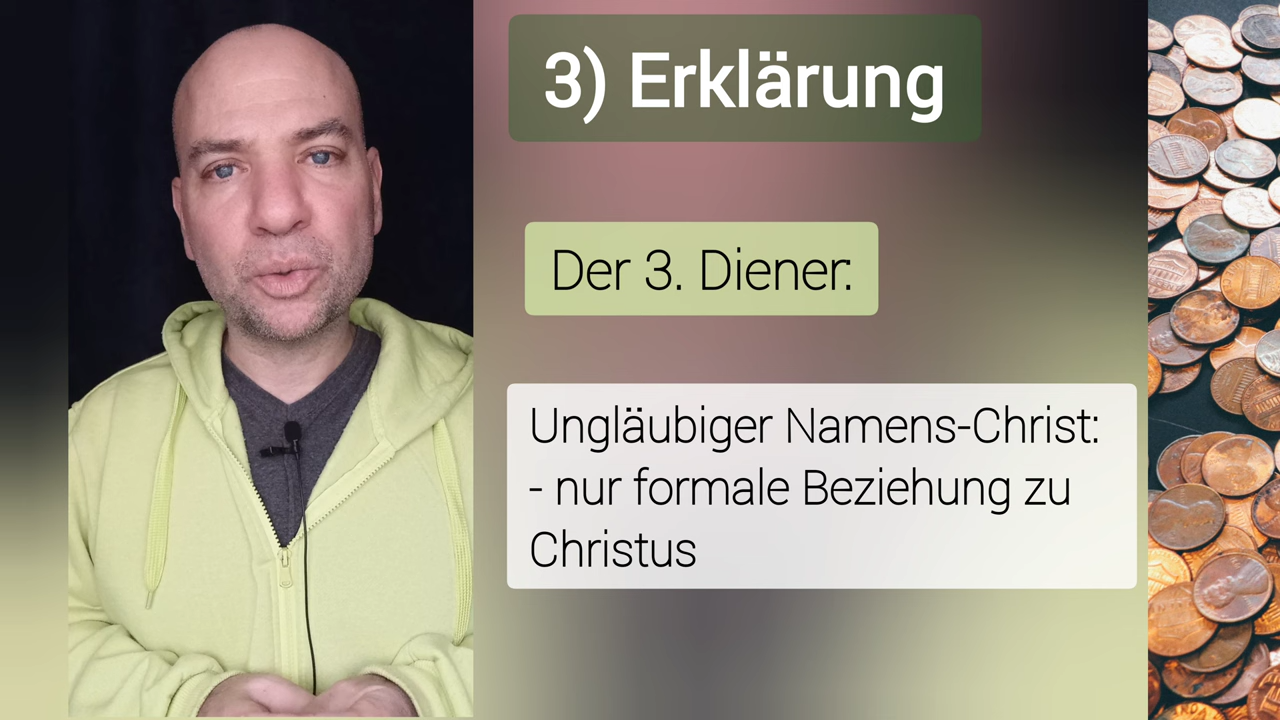 3) Erklärung
Der 3. Diener:
Ungläubiger Namens-Christ:
- nur formale Beziehung zu
Christus